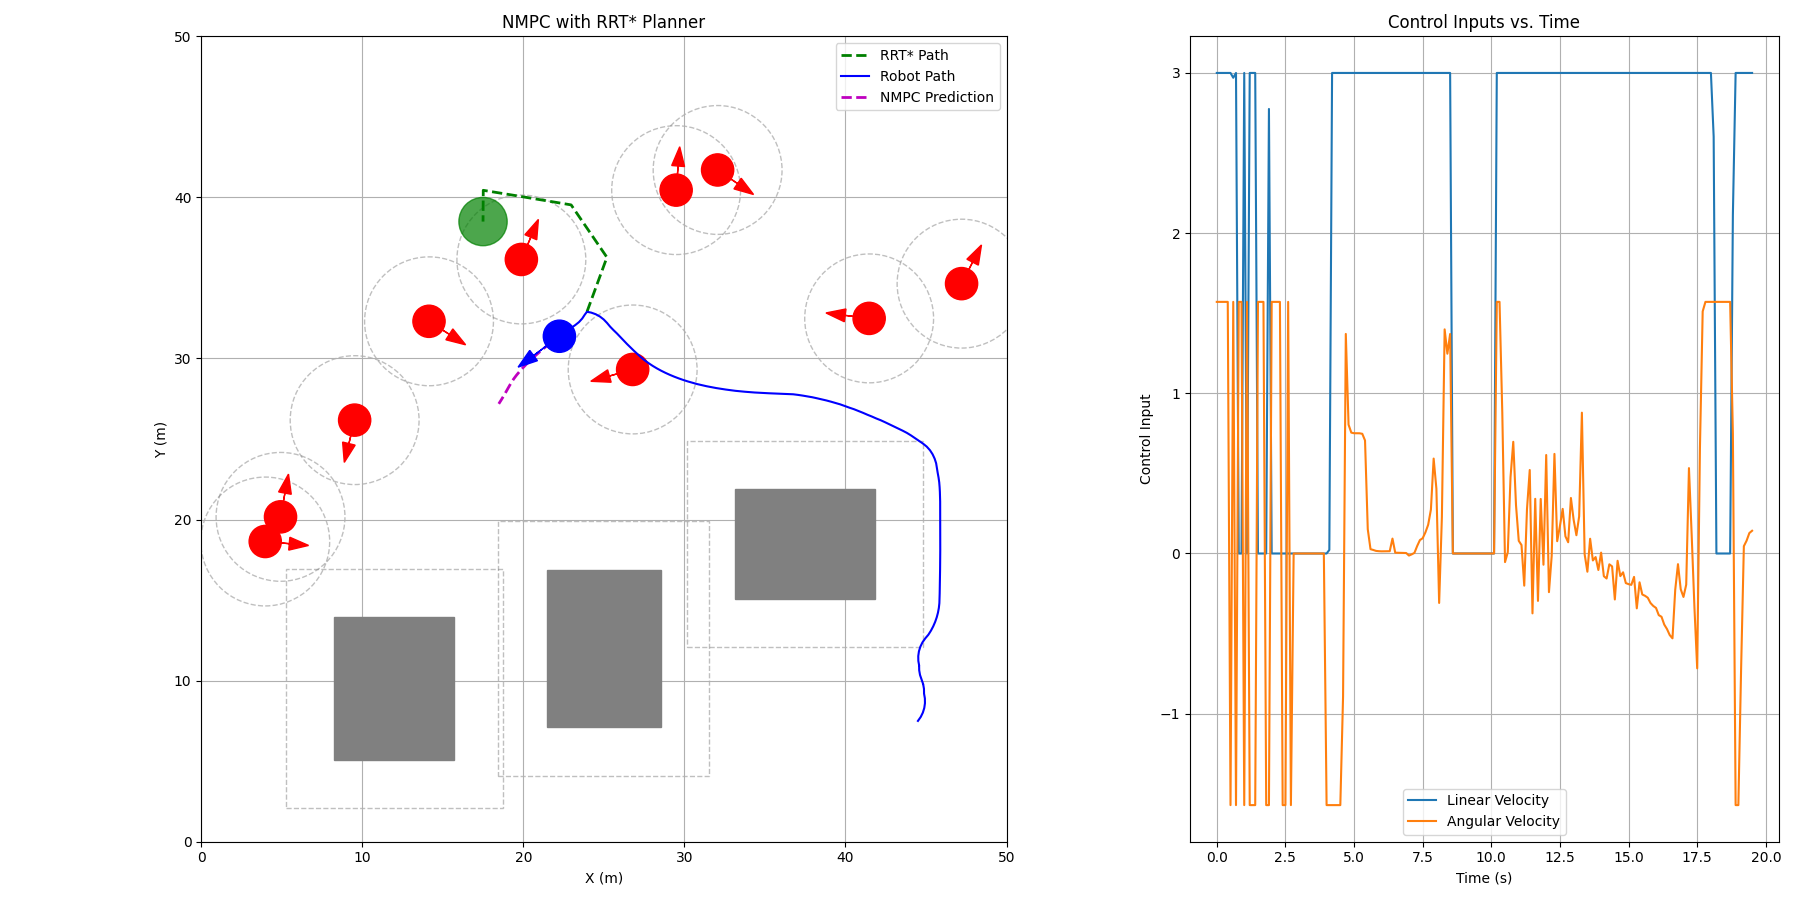 NMPC with RRT* Planner
50
40
30
20
10
0
Y (m)
RRT* Path
Robot Path
NMPC Prediction
0 10 20 30 40 50
X (m)
Control Inputs vs. Time
3
2
1
0
−1
Control Input
Linear Velocity
Angular Velocity
0.0 2.5 5.0 7.5 10.0 12.5 15.0 17.5 20.0
Time (s)